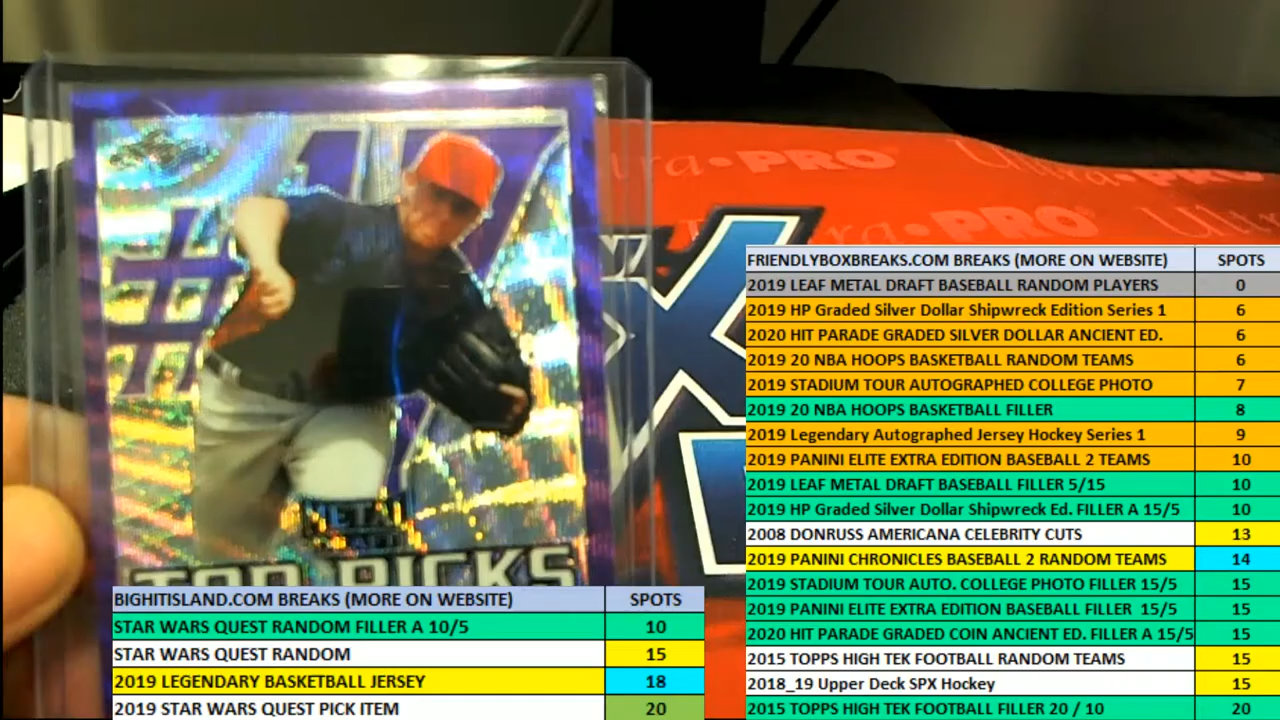 Ultra•PRO
Ultra•PRO
Ultra•PRO
Ultra
#17
METAL
TOP PICKS
FRIENDLYBOXBREAKS.COM BREAKS (MORE ON WEBSITE) SPOTS
2019 LEAF METAL DRAFT BASEBALL RANDOM PLAYERS 0
2019 HP Graded Silver Dollar Shipwreck Edition Series 1 6
2020 HIT PARADE GRADED SILVER DOLLAR ANCIENT ED. 6
2019 20 NBA HOOPS BASKETBALL RANDOM TEAMS 6
2019 STADIUM TOUR AUTOGRAPHED COLLEGE PHOTO 7
2019 20 NBA HOOPS BASKETBALL FILLER 8
2019 Legendary Autographed Jersey Hockey Series 1 9
2019 PANINI ELITE EXTRA EDITION BASEBALL 2 TEAMS 10
2019 LEAF METAL DRAFT BASEBALL FILLER 5/15 10
2019 HP Graded Silver Dollar Shipwreck Ed. FILLER A 15/5 10
2008 DONRUSS AMERICANA CELEBRITY CUTS 13
2019 PANINI CHRONICLES BASEBALL 2 RANDOM TEAMS 14
2019 STADIUM TOUR AUTO. COLLEGE PHOTO FILLER 15/5 15
2019 PANINI ELITE EXTRA EDITION BASEBALL FILLER 15/5 15
2020 HIT PARADE GRADED COIN ANCIENT ED. FILLER A 15/5 15
2015 TOPPS HIGH TEK FOOTBALL RANDOM TEAMS 15
2018_19 Upper Deck SPX Hockey 15
2015 TOPPS HIGH TEK FOOTBALL FILLER 20 / 10 20
BIGHITISLAND.COM BREAKS (MORE ON WEBSITE) SPOTS
STAR WARS QUEST RANDOM FILLER A 10/5 10
STAR WARS QUEST RANDOM 15
2019 LEGENDARY BASKETBALL JERSEY 18
2019 STAR WARS QUEST PICK ITEM 20